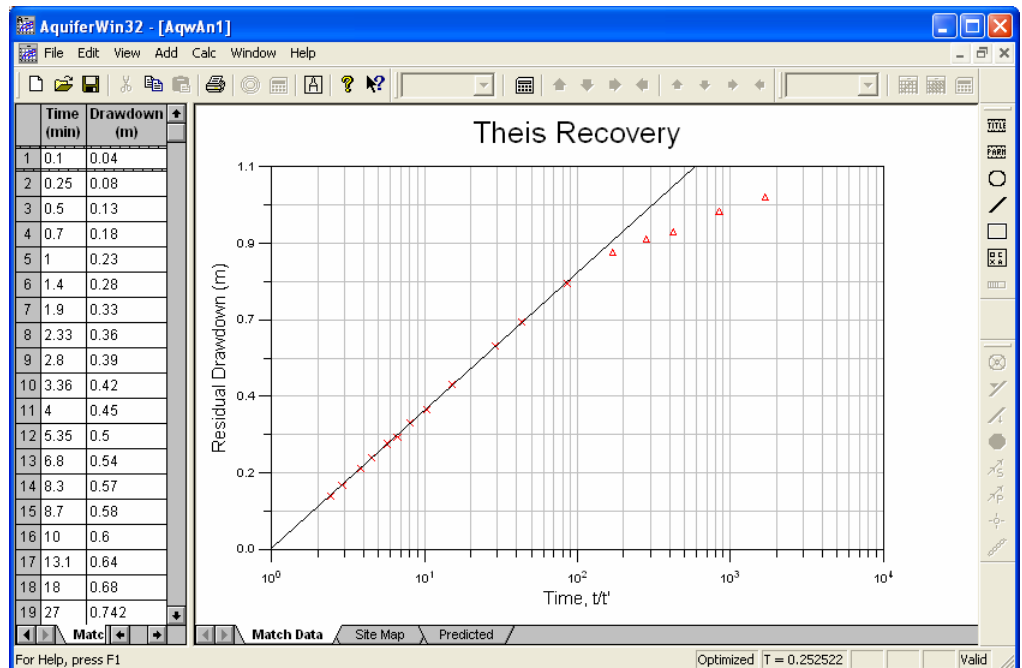 AquiferWin32 - [AqwAn1]
File Edit View Add Calc Window Help
Time (min) Drawdown (m)
1 0.1 0.04
2 0.25 0.08
3 0.5 0.13
4 0.7 0.18
5 1 0.23
6 1.4 0.28
7 1.9 0.33
8 2.33 0.36
9 2.8 0.39
10 3.36 0.42
11 4 0.45
12 5.35 0.5
13 6.8 0.54
14 8.3 0.57
15 8.7 0.58
16 10 0.6
17 13.1 0.64
18 18 0.68
19 27 0.742
Matc
Theis Recovery
Residual Drawdown (m)
1.1
0.9
0.7
0.4
0.2
0.0
10⁰ 10¹ 10² 10³ 10⁴
Time, t/t'
Match Data Site Map Predicted
TITLE
PARM
For Help, press F1
Optimized T = 0.252522 Valid